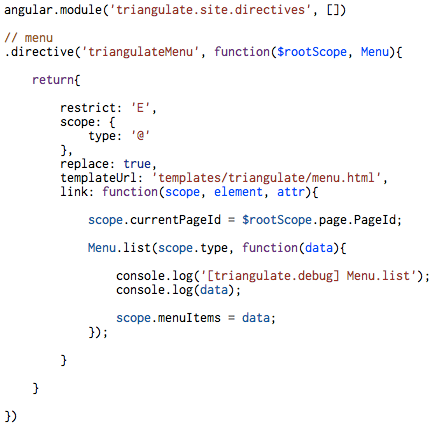 angular.module('triangulate.site.directives', [])
// menu
.directive('triangulateMenu', function($rootScope, Menu){
return{
restrict: 'E',
scope: {
type: '@'
},
replace: true,
templateUrl: 'templates/triangulate/menu.html',
link: function(scope, element, attr){
scope.currentPageId = $rootScope.page.PageId;
Menu.list(scope.type, function(data){
console.log('[triangulate.debug] Menu.list');
console.log(data);
scope.menuItems = data;
});
}
}
})